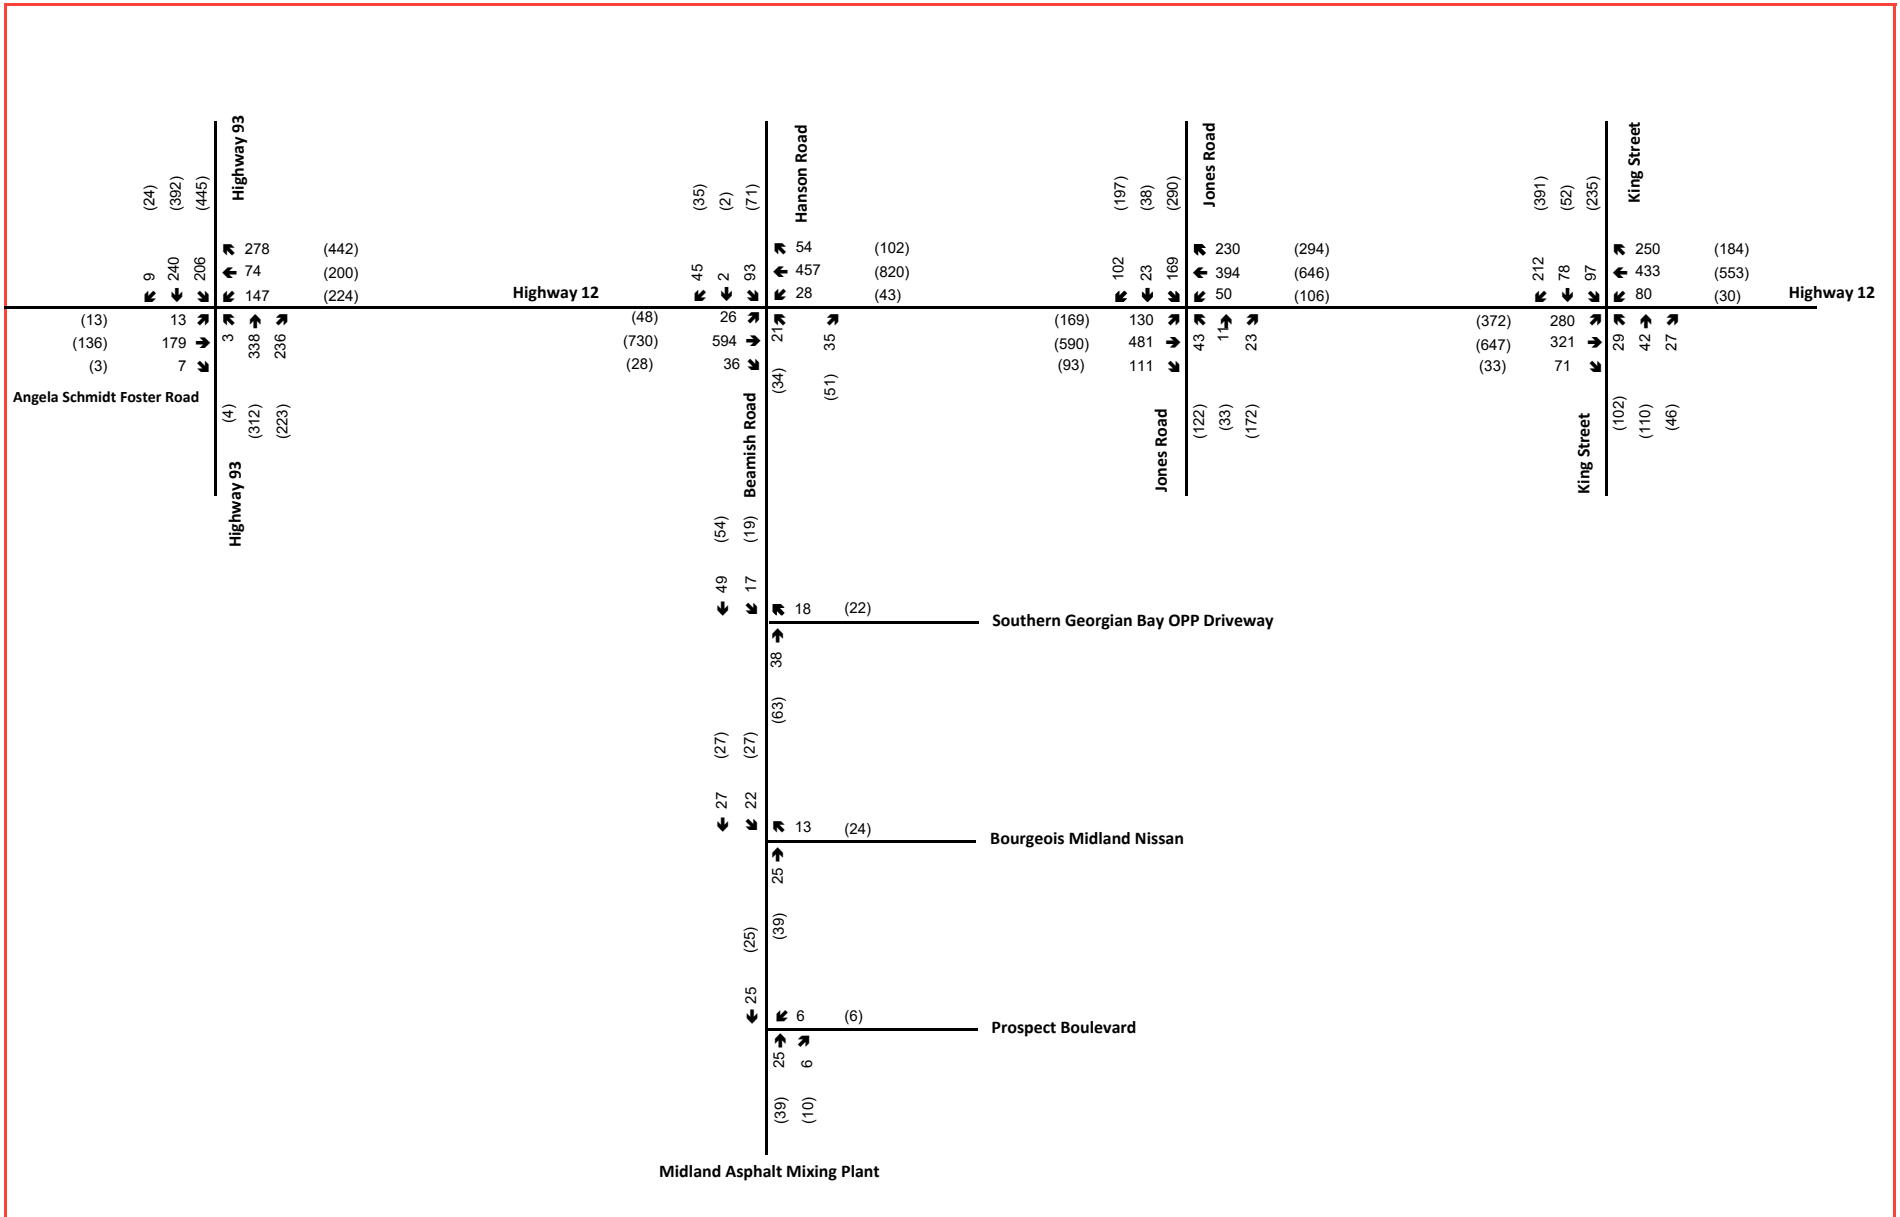 Highway 93
(24) (392) (445)
9 240 206
278 (442)
74 (200)
147 (224)
(13) 13
(136) 179
(3) 7
3 338 236
(4) (312) (223)
Angela Schmidt Foster Road
Highway 93
Highway 12
Hanson Road
(35) (2) (71)
45 2 93
54 (102)
457 (820)
28 (43)
(48) 26
(730) 594
(28) 36
21 35
(34) (51)
Beamish Road
Jones Road
(197) (38) (290)
102 23 169
230 (294)
394 (646)
50 (106)
(169) 130
(590) 481
(93) 111
43 11 23
(122) (33) (172)
Jones Road
King Street
(391) (52) (235)
212 78 97
250 (184)
433 (553)
80 (30)
Highway 12
(372) 280
(647) 321
(33) 71
29 42 27
(102) (110) (46)
King Street
(54) (19)
49 17
18 (22)
Southern Georgian Bay OPP Driveway
38
(63)
(27) (27)
27 22
13 (24)
Bourgeois Midland Nissan
25
(39)
(25)
25
6 (6)
Prospect Boulevard
25 6
(39) (10)
Midland Asphalt Mixing Plant